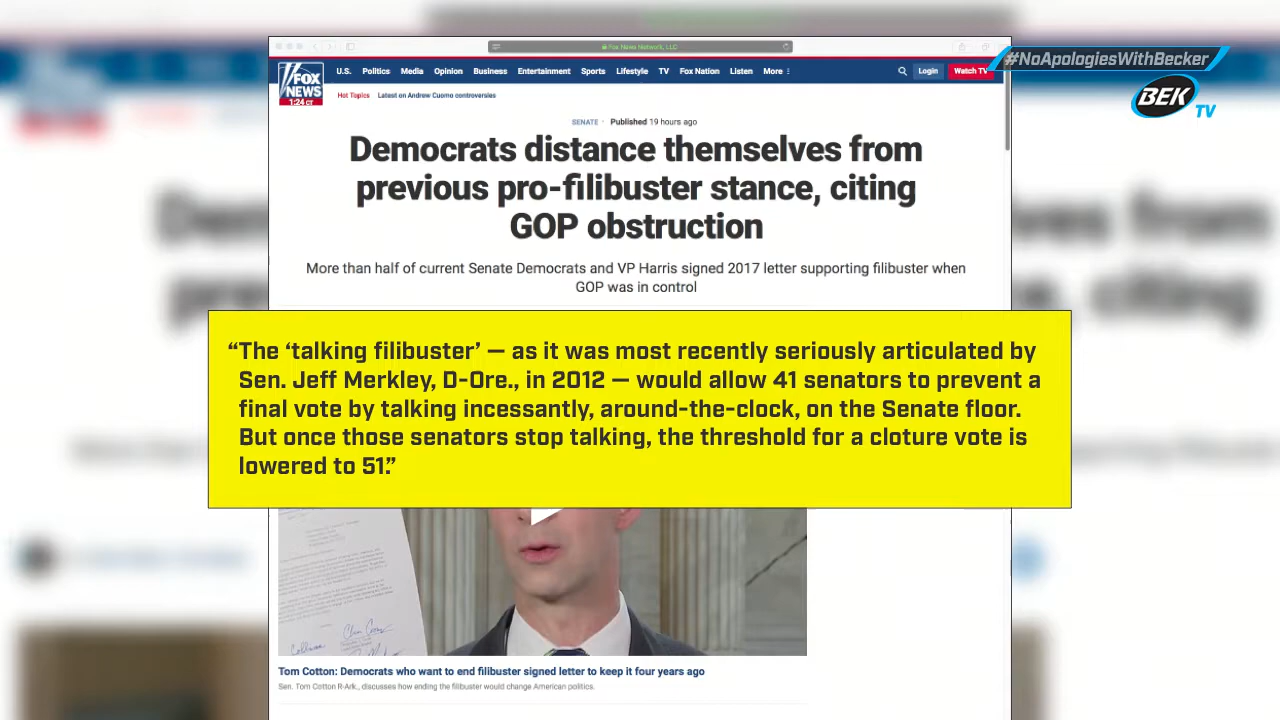 Fox News Network, LLC
#NoApologiesWithBecker
BEK TV
FOX NEWS
1:24 CT
U.S. Politics Media Opinion Business Entertainment Sports Lifestyle TV Fox Nation Listen More Login Watch TV
Hot Topics Latest on Andrew Cuomo controversies
SENATE · Published 19 hours ago
Democrats distance themselves from
previous pro-filibuster stance, citing
GOP obstruction
More than half of current Senate Democrats and VP Harris signed 2017 letter supporting filibuster when
GOP was in control
“The ‘talking filibuster’ — as it was most recently seriously articulated by
Sen. Jeff Merkley, D-Ore., in 2012 — would allow 41 senators to prevent a
final vote by talking incessantly, around-the-clock, on the Senate floor.
But once those senators stop talking, the threshold for a cloture vote is
lowered to 51.”
Tom Cotton: Democrats who want to end filibuster signed letter to keep it four years ago
Sen. Tom Cotton R-Ark., discusses how ending the filibuster would change American politics.